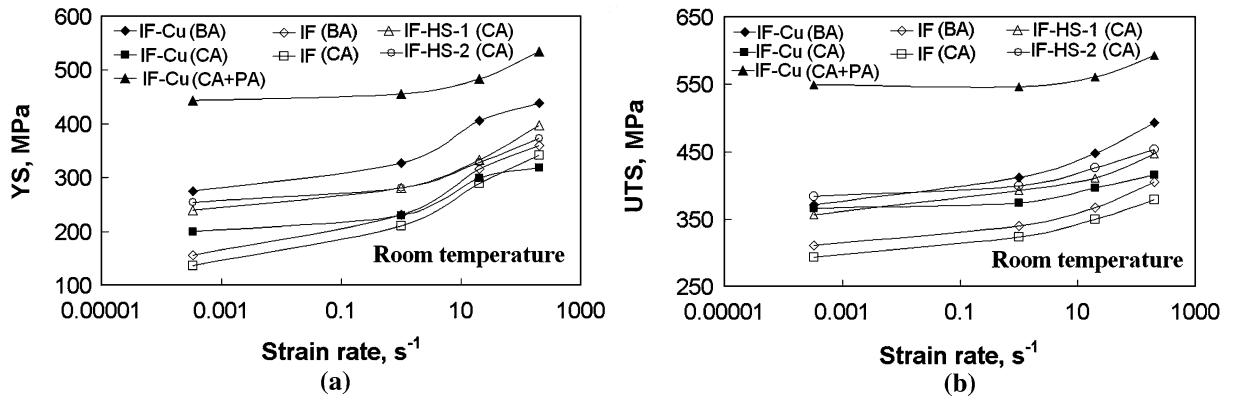 YS, MPa
600
500
400
300
200
100
IF-Cu (BA) IF (BA) IF-HS-1 (CA)
IF-Cu (CA) IF (CA) IF-HS-2 (CA)
IF-Cu (CA+PA)
Room temperature
0.00001 0.001 0.1 10 1000
Strain rate, s-1
(a)
UTS, MPa
650
550
450
350
250
IF-Cu (BA) IF (BA) IF-HS-1 (CA)
IF-Cu (CA) IF (CA) IF-HS-2 (CA)
IF-Cu (CA+PA)
Room temperature
0.00001 0.001 0.1 10 1000
Strain rate, s-1
(b)